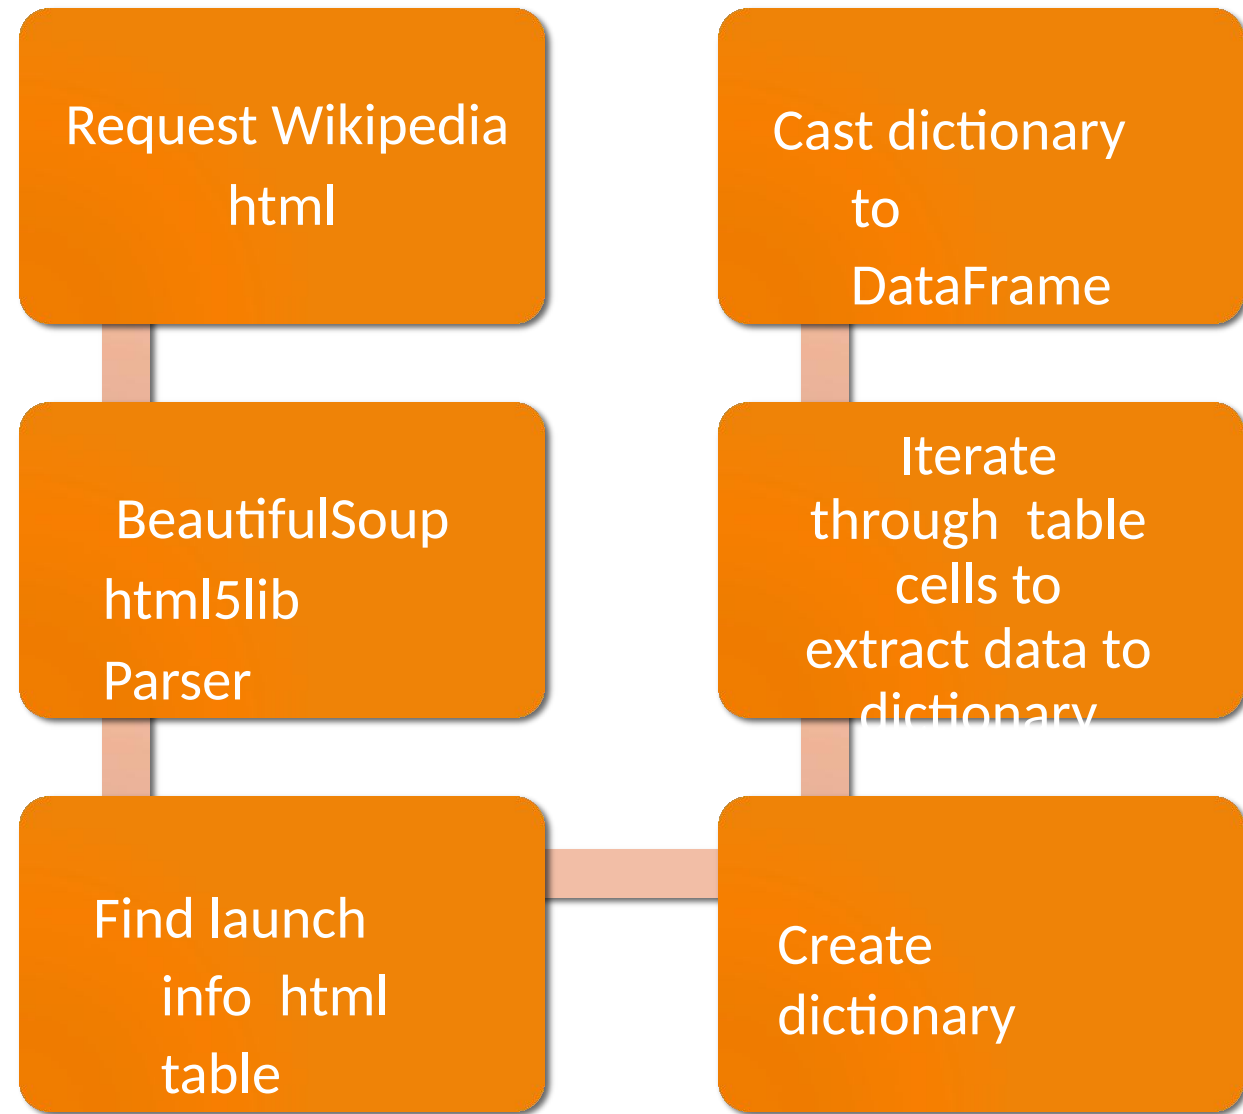 Request Wikipedia
html
BeautifulSoup
html5lib
Parser
Find launch
info html
table
Create
dictionary
Iterate
through table
cells to
extract data to
dictionary
Cast dictionary
to
DataFrame